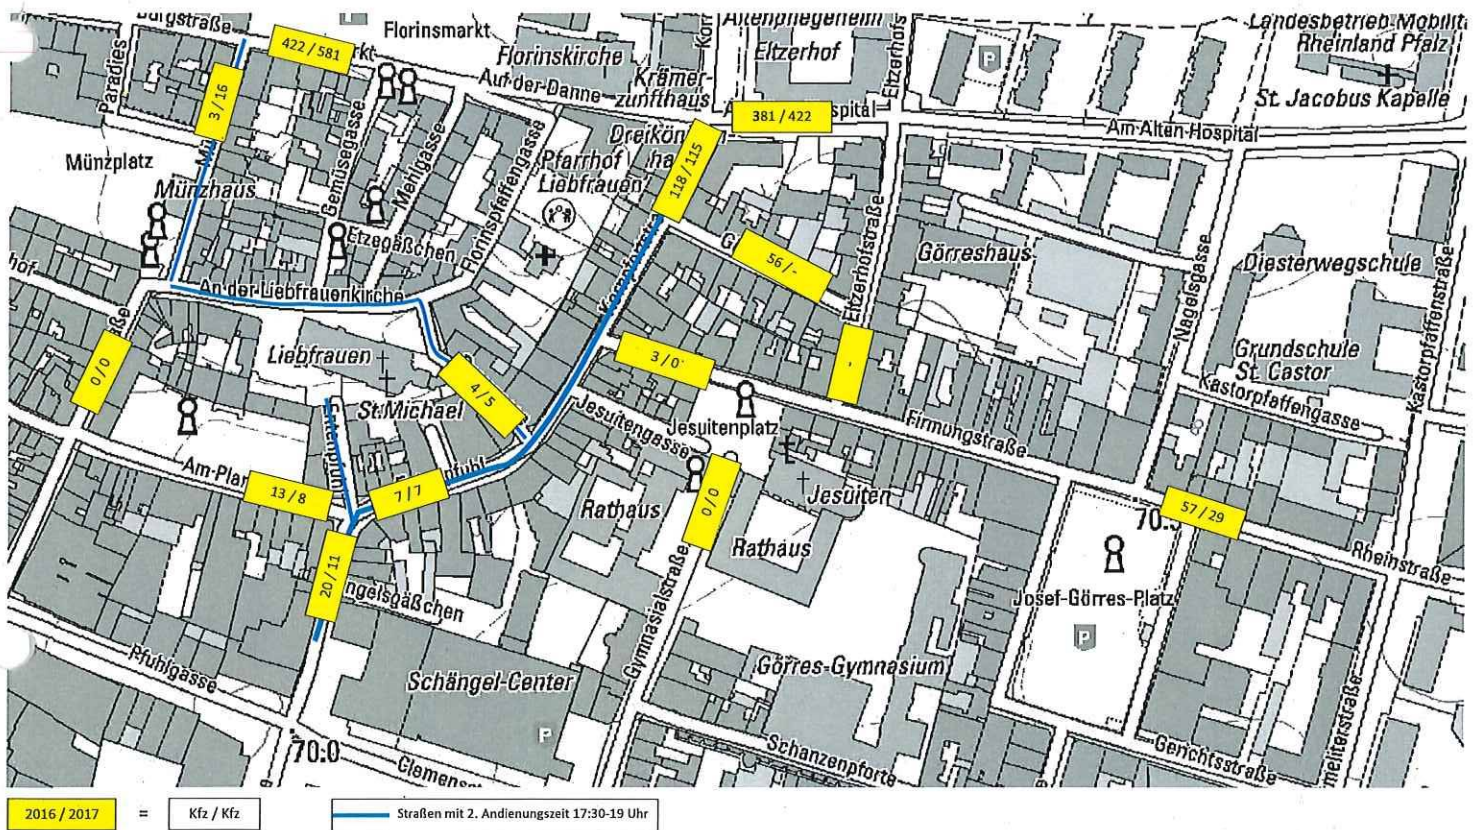 Burgstraße
422 / 581
Florinsmarkt
Florinskirche
Auf der Danne
Krämer-
zunfthaus
Altenpflegeheim
Eltzerhof
Eltzerhofs
P
Landesbetrieb Mobilit
Rheinland Pfalz
St. Jacobus Kapelle
Paradies
3 / 16
381 / 422
Am Alten Hospital
Münzplatz
Münzhaus
Gemüsegasse
Mehlgasse
Florinspfaffengasse
Etzegäßchen
Pfarrhof
Liebfrauen
118 / 115
56 / -
Eltzerhofstraße
Görreshaus
Nagelsgasse
Diesterwegschule
Grundschule
St. Castor
Kastorpfaffengasse
Kastorpfaffenstraße
An der Liebfrauenkirche
0 / 0
Liebfrauen
4 / 5
St.Michael
3 / 0
Jesuitenplatz
Jesuitengasse
Firmungstraße
Entenpfuhl
Am-Plan
13 / 8
7 / 7
Rathaus
0 / 0
Jesuiten
Rathaus
57 / 29
Rheinstraße
20 / 11
Gymnasialstraße
Josef-Görres-Platz
P
Pfuhlgasse
Schängel-Center
Görres-Gymnasium
P
70.0
Clemens
Schanzenpforte
Gerichtsstraße
meliterstraße
2016 / 2017
=
Kfz / Kfz
Straßen mit 2. Andienungszeit 17:30-19 Uhr